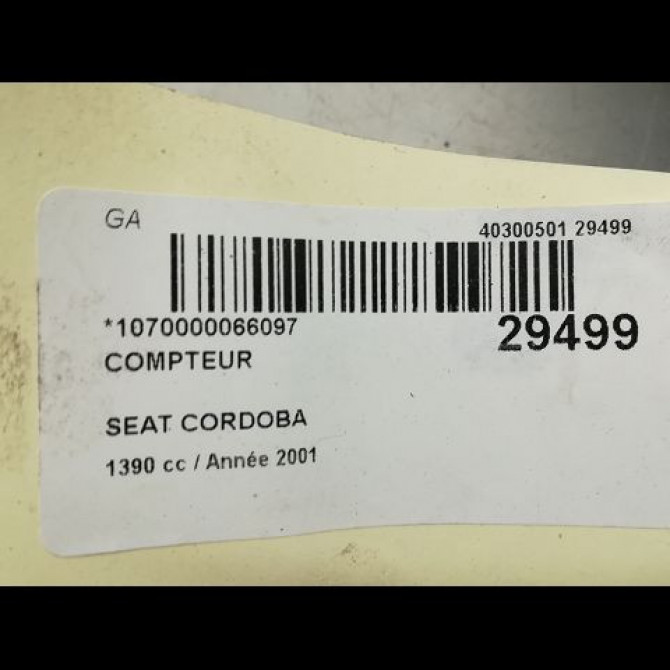 GA
40300501 29499
*1070000066097
29499
COMPTEUR
SEAT CORDOBA
1390 cc / Année 2001